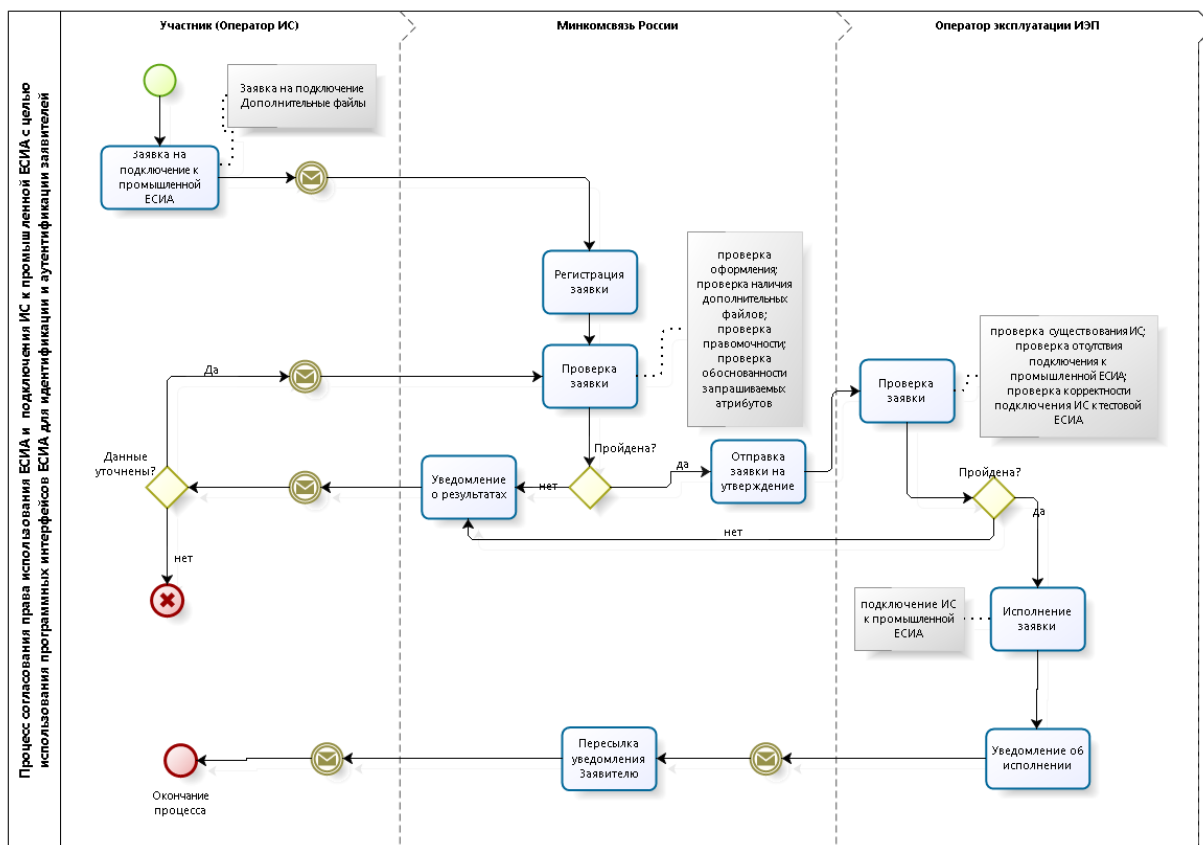 Процесс согласования права использования ЕСИА и подключения ИС к промышленной ЕСИА с целью
использования программных интерфейсов ЕСИА для идентификации и аутентификации заявителей
Участник (Оператор ИС)
Минкомсвязь России
Оператор эксплуатации ИЭП
Заявка на подключение
Дополнительные файлы
Заявка на
подключение к
промышленной
ЕСИА
Регистрация
заявки
проверка
оформления;
проверка наличия
дополнительных
файлов;
проверка
правомочности;
проверка
обоснованности
запрашиваемых
атрибутов
проверка существования ИС;
проверка отсутствия
подключения к
промышленной ЕСИА;
проверка корректности
подключения ИС к тестовой
ЕСИА
Да
Проверка
заявки
Проверка
заявки
Данные
уточнены?
Уведомление
о результатах
нет
Пройдена?
да
Отправка
заявки на
утверждение
Пройдена?
да
нет
нет
подключение ИС
к промышленной
ЕСИА
Исполнение
заявки
Окончание
процесса
Пересылка
уведомления
Заявителю
Уведомление об
исполнении